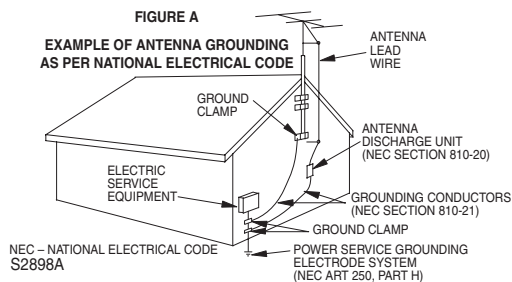 FIGURE A
EXAMPLE OF ANTENNA GROUNDING
AS PER NATIONAL ELECTRICAL CODE
ANTENNA
LEAD
WIRE
GROUND
CLAMP
ANTENNA
DISCHARGE UNIT
(NEC SECTION 810-20)
ELECTRIC
SERVICE
EQUIPMENT
GROUNDING CONDUCTORS
(NEC SECTION 810-21)
GROUND CLAMP
POWER SERVICE GROUNDING
ELECTRODE SYSTEM
(NEC ART 250, PART H)
NEC – NATIONAL ELECTRICAL CODE
S2898A